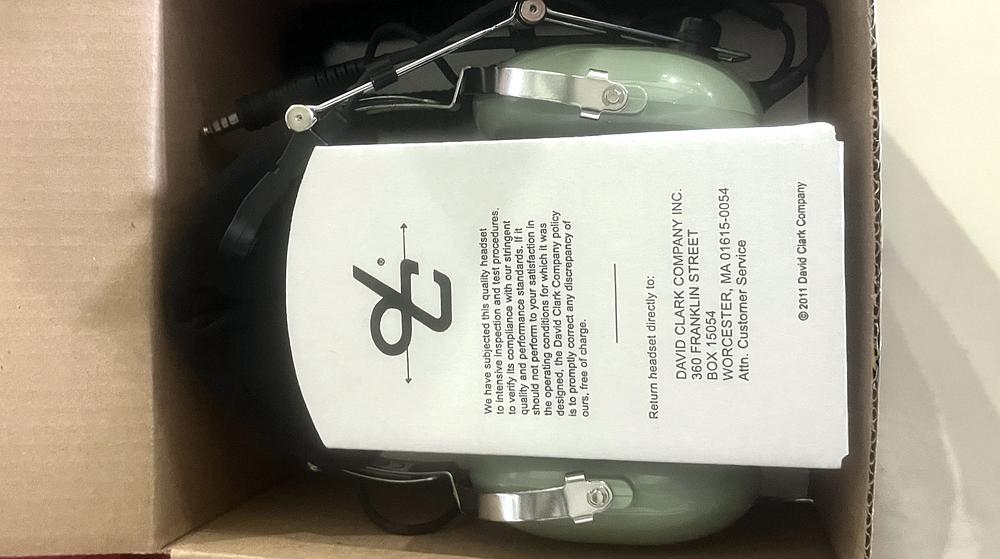 dc®
We have subjected this quality headset
to intensive inspection and test procedures.
to verify its compliance with our stringent
quality and performance standards. If it
should not perform to your satisfaction in
the operating conditions for which it was
designed, the David Clark Company policy
is to promptly correct any discrepancy of
ours, free of charge.
Return headset directly to:
DAVID CLARK COMPANY INC.
360 FRANKLIN STREET
BOX 15054
WORCESTER, MA 01615-0054
Attn. Customer Service
© 2011 David Clark Company